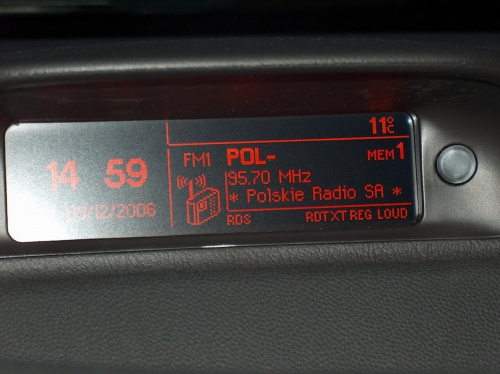 11°C
14 59
FM1 POL- MEM 1
95.70 MHz
* Polskie Radio SA *
/12/2006
RDS RDTXT REG LOUD